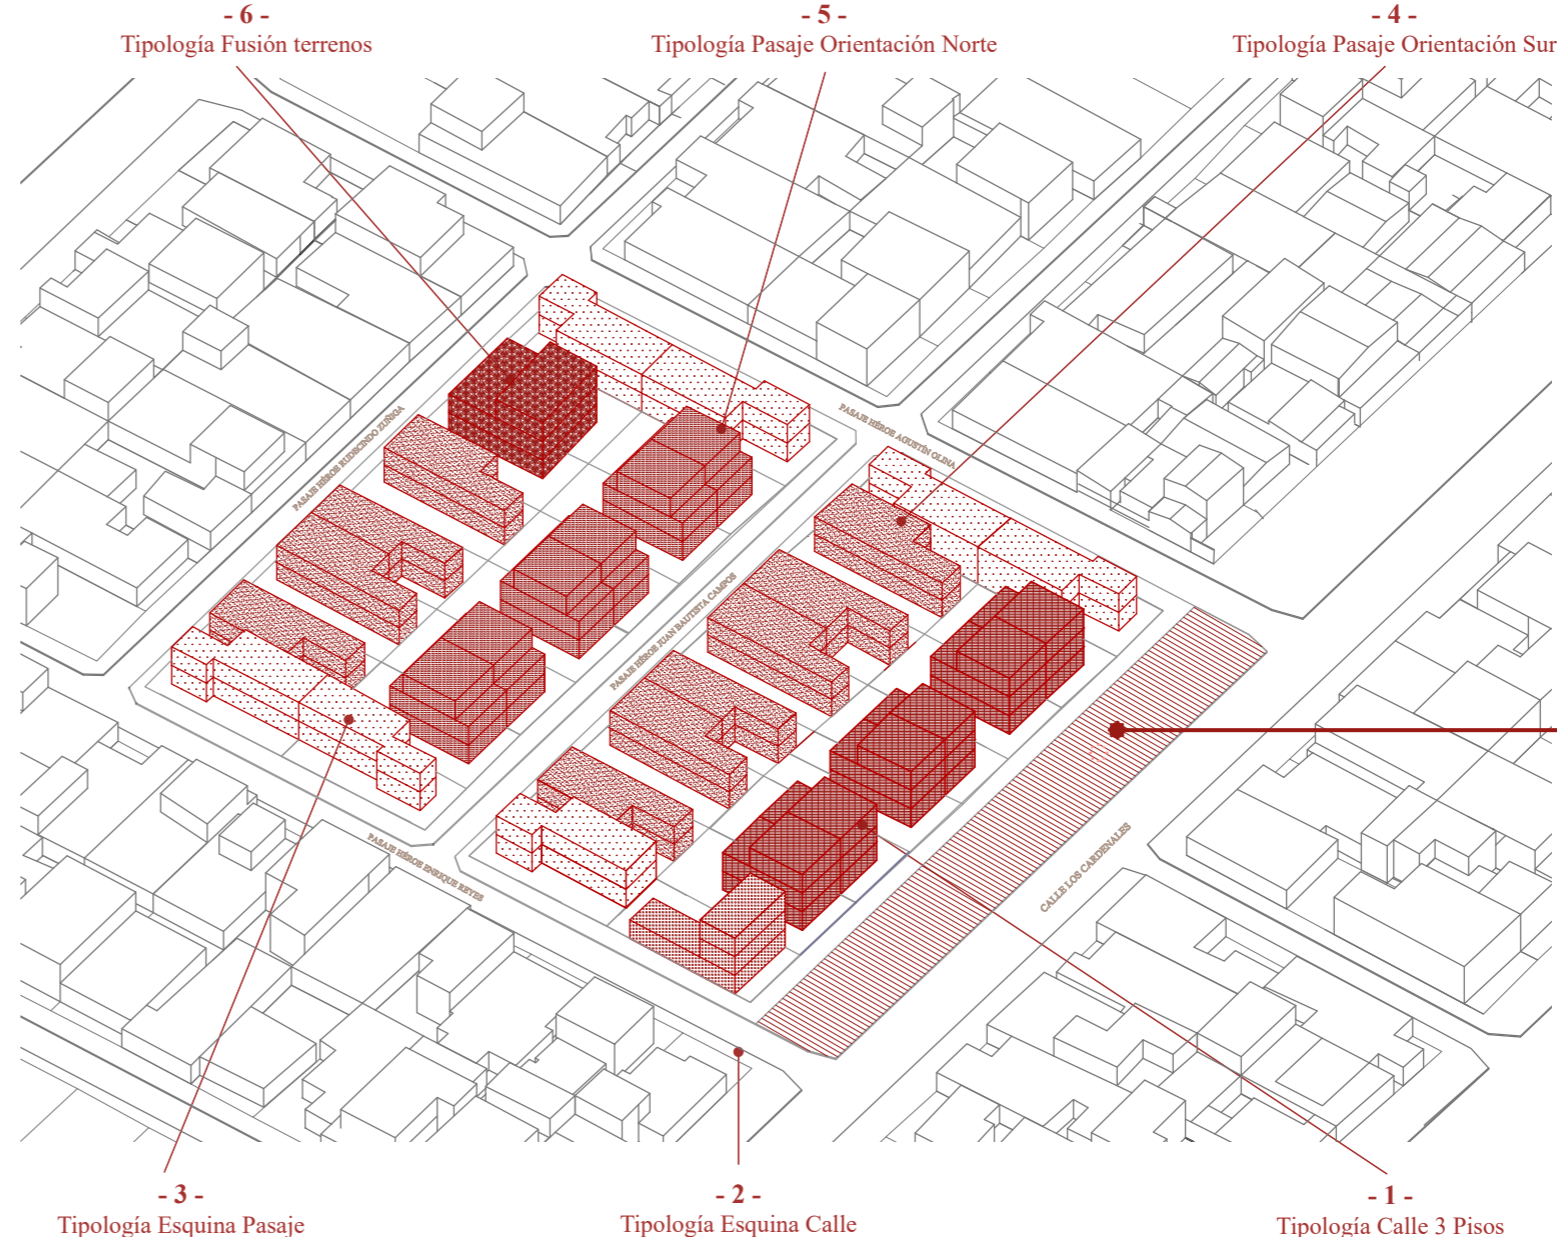 - 6 -
Tipología Fusión terrenos
- 5 -
Tipología Pasaje Orientación Norte
- 4 -
Tipología Pasaje Orientación Sur
PASAJE HÉROE RUDECINDO ZUÑIGA
PASAJE HÉROE AGUSTÍN OLINA
PASAJE HÉROE JUAN BAUTISTA CAMPOS
PASAJE HÉROE ENRIQUE REYES
CALLE LOS CARDENALES
- 3 -
Tipología Esquina Pasaje
- 2 -
Tipología Esquina Calle
- 1 -
Tipología Calle 3 Pisos